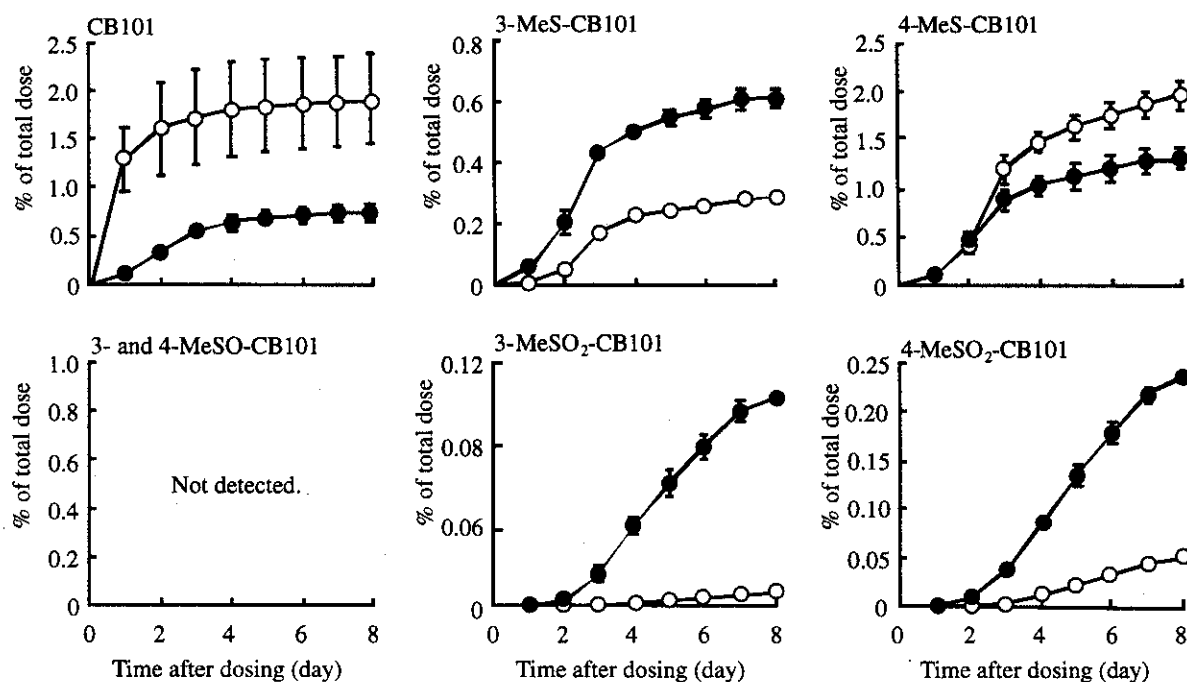 CB101
% of total dose
2.5
2.0
1.5
1.0
0.5
0
3-MeS-CB101
% of total dose
0.8
0.6
0.4
0.2
0
4-MeS-CB101
% of total dose
2.5
2.0
1.5
1.0
0.5
0
3- and 4-MeSO-CB101
% of total dose
1.0
0.8
0.6
0.4
0.2
0
Not detected.
0 2 4 6 8
Time after dosing (day)
3-MeSO₂-CB101
% of total dose
0.12
0.08
0.06
0
0 2 4 6 8
Time after dosing (day)
4-MeSO₂-CB101
% of total dose
0.25
0.20
0.15
0.10
0.05
0
0 2 4 6 8
Time after dosing (day)